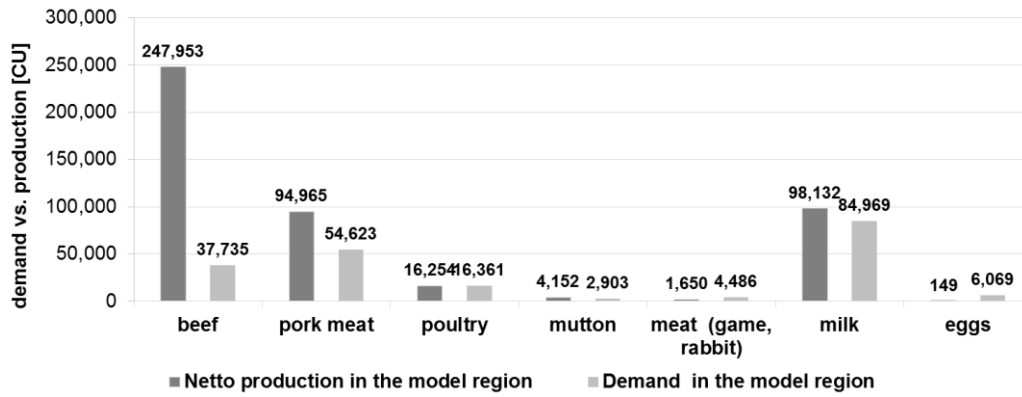 demand vs. production [CU]
300,000
250,000
200,000
150,000
100,000
50,000
0
247,953
37,735
94,965
54,623
16,254
16,361
4,152
2,903
1,650
4,486
98,132
84,969
149
6,069
beef
pork meat
poultry
mutton
meat (game,
rabbit)
milk
eggs
Netto production in the model region
Demand in the model region